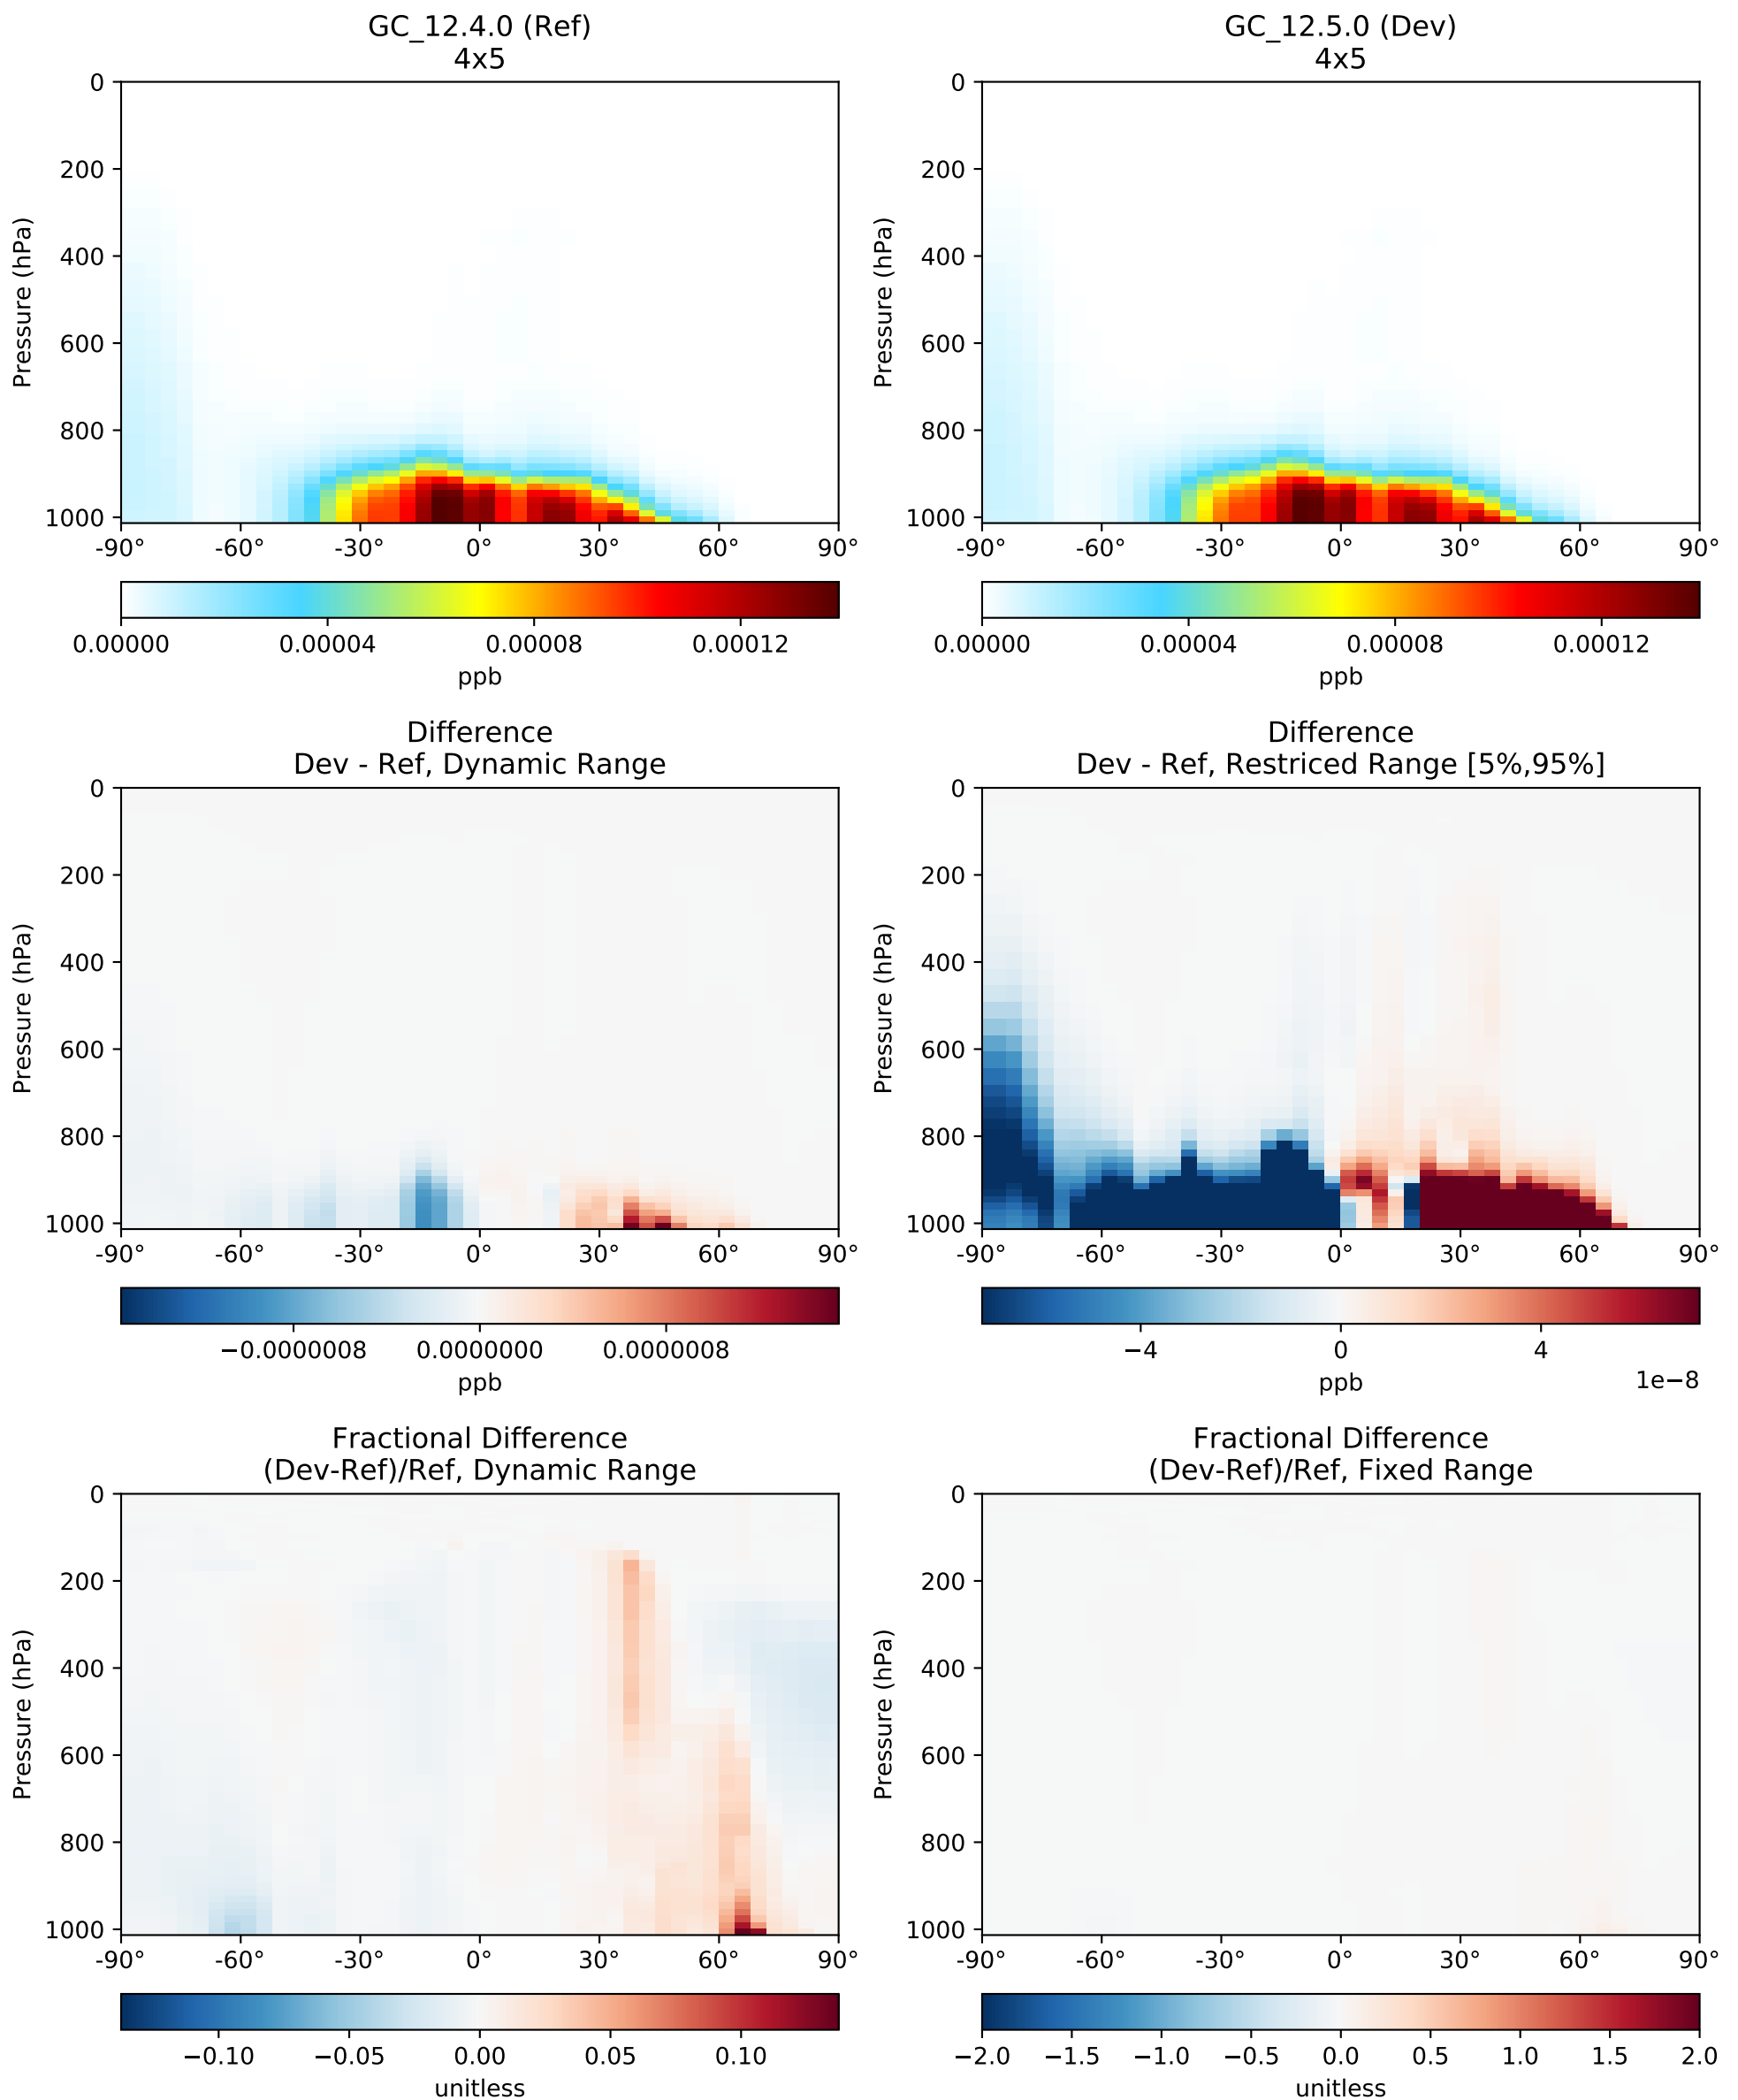 GC_12.4.0 (Ref)
4x5
0
200
400
600
800
1000
Pressure (hPa)
-90° -60° -30° 0° 30° 60° 90°
0.00000 0.00004 0.00008 0.00012
ppb
GC_12.5.0 (Dev)
4x5
0
200
400
600
800
1000
Pressure (hPa)
-90° -60° -30° 0° 30° 60° 90°
0.00000 0.00004 0.00008 0.00012
ppb
Difference
Dev - Ref, Dynamic Range
0
200
400
600
800
1000
Pressure (hPa)
-90° -60° -30° 0° 30° 60° 90°
−0.0000008 0.0000000 0.0000008
ppb
Difference
Dev - Ref, Restriced Range [5%,95%]
0
200
400
600
800
1000
Pressure (hPa)
-90° -60° -30° 0° 30° 60° 90°
−4 0 4
ppb
1e−8
Fractional Difference
(Dev-Ref)/Ref, Dynamic Range
0
200
400
600
800
1000
Pressure (hPa)
-90° -60° -30° 0° 30° 60° 90°
−0.10 −0.05 0.00 0.05 0.10
unitless
Fractional Difference
(Dev-Ref)/Ref, Fixed Range
0
200
400
600
800
1000
Pressure (hPa)
-90° -60° -30° 0° 30° 60° 90°
−2.0 −1.5 −1.0 −0.5 0.0 0.5 1.0 1.5 2.0
unitless